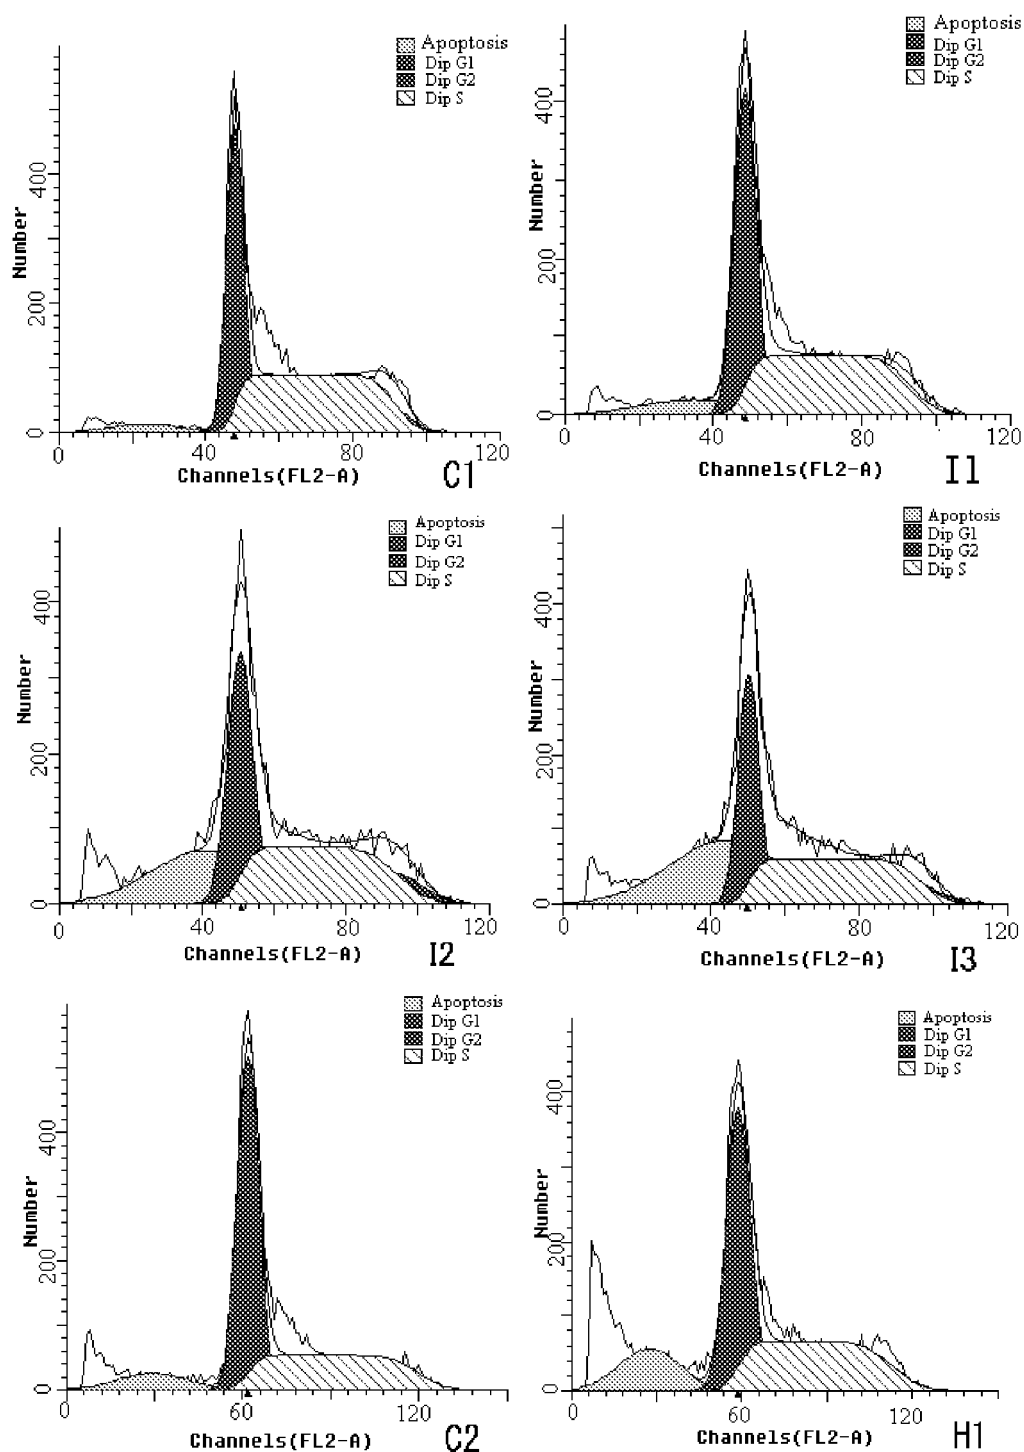 Apoptosis
Dip G1
Dip G2
Dip S
Number
0 200 400
0 40 80 120
Channels(FL2-A)
C1
Apoptosis
Dip G1
Dip G2
Dip S
Number
0 200 400
0 40 80 120
Channels(FL2-A)
I1
Apoptosis
Dip G1
Dip G2
Dip S
Number
0 200 400
0 40 80 120
Channels(FL2-A)
I2
Apoptosis
Dip G1
Dip G2
Dip S
Number
0 200 400
0 40 80 120
Channels(FL2-A)
I3
Apoptosis
Dip G1
Dip G2
Dip S
Number
0 200 400
0 60 120
Channels(FL2-A)
C2
Apoptosis
Dip G1
Dip G2
Dip S
Number
0 200 400
0 60 120
Channels(FL2-A)
H1